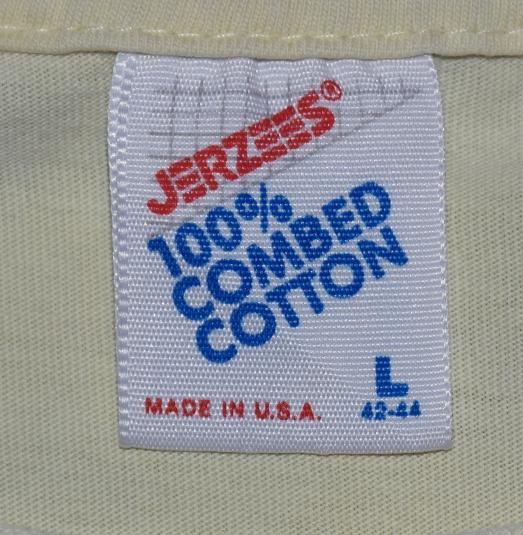 JERZEES®
100%
COMBED
COTTON
L
MADE IN U.S.A. 42-44